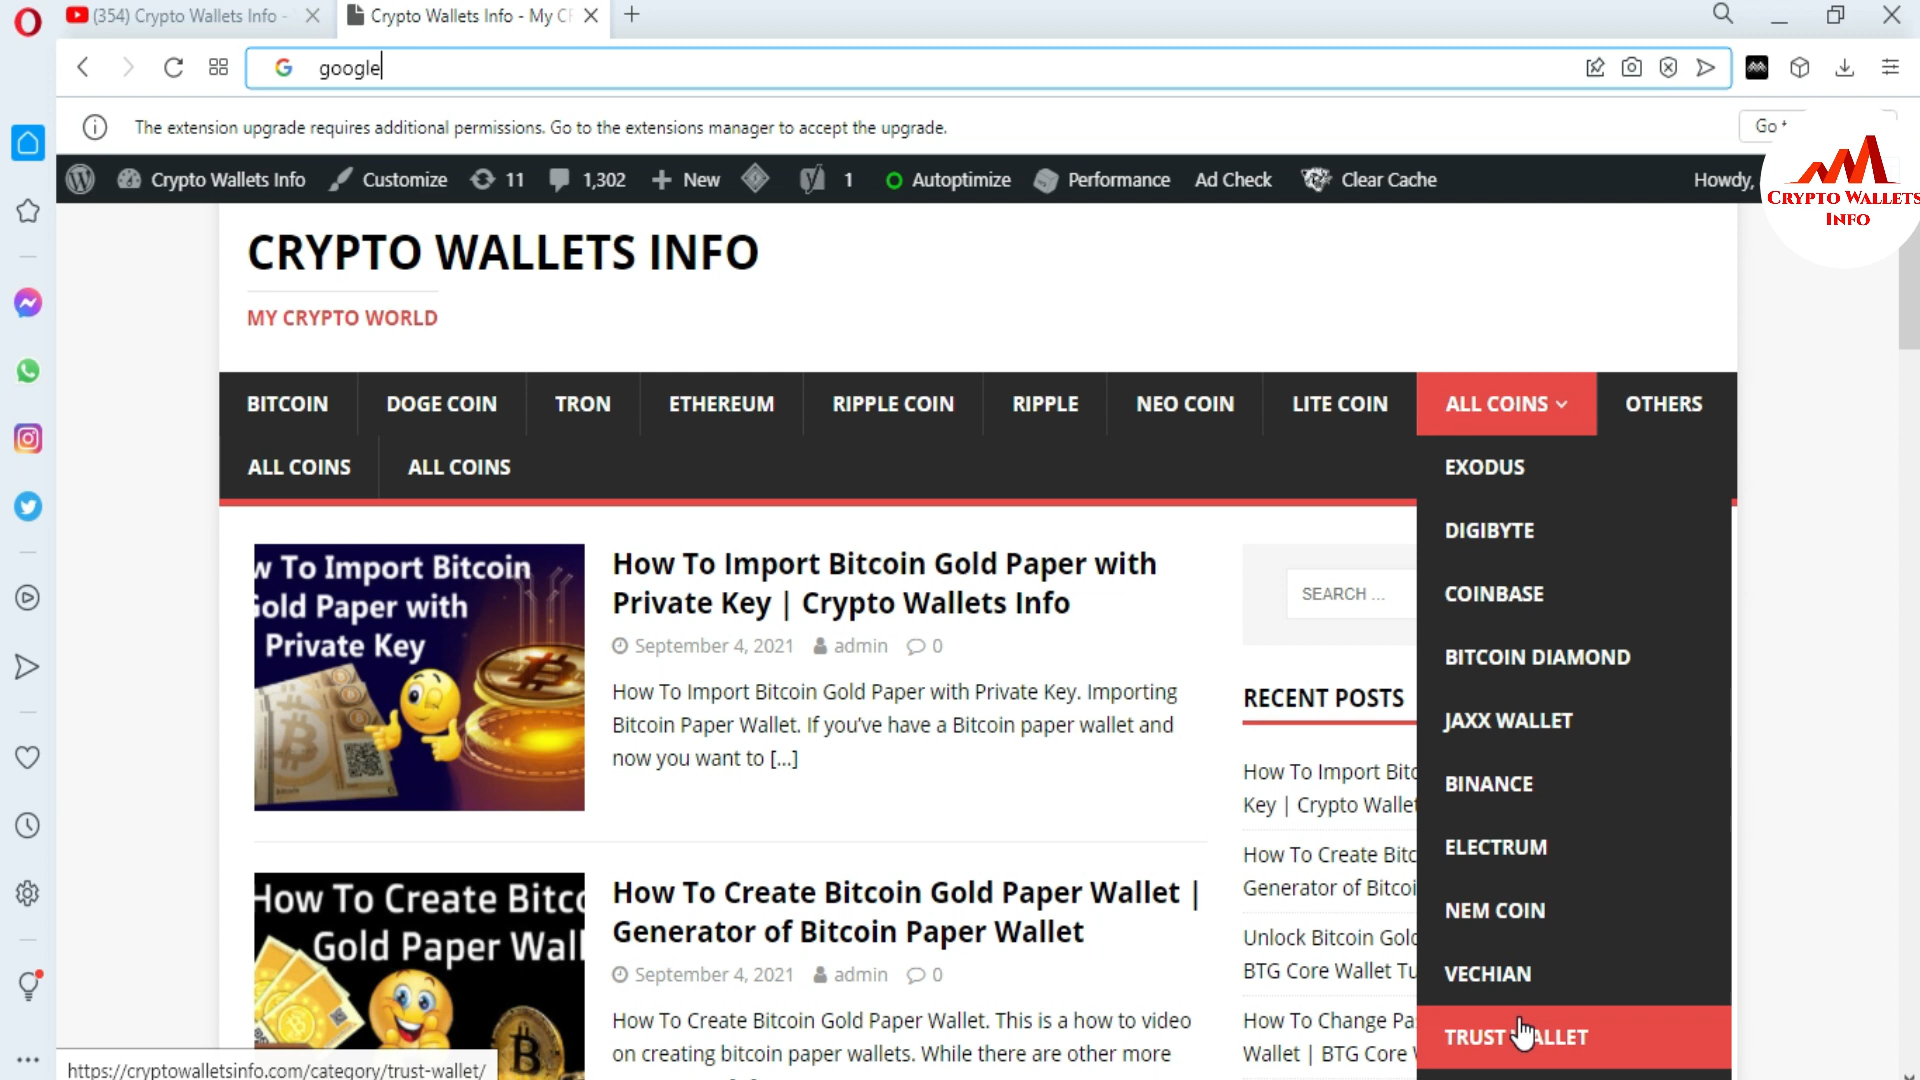 (354) Crypto Wallets Info -
Crypto Wallets Info - My C
google
The extension upgrade requires additional permissions. Go to the extensions manager to accept the upgrade.
Go
Crypto Wallets Info Customize 11 1,302 New 1 Autoptimize Performance Ad Check Clear Cache Howdy,
CRYPTO WALLETS
INFO
CRYPTO WALLETS INFO
MY CRYPTO WORLD
BITCOIN DOGE COIN TRON ETHEREUM RIPPLE COIN RIPPLE NEO COIN LITE COIN ALL COINS OTHERS
ALL COINS ALL COINS
EXODUS
DIGIBYTE
COINBASE
BITCOIN DIAMOND
JAXX WALLET
BINANCE
ELECTRUM
NEM COIN
VECHIAN
TRUST WALLET
w To Import Bitcoin
Gold Paper with
Private Key
How To Import Bitcoin Gold Paper with
Private Key | Crypto Wallets Info
September 4, 2021 admin 0
How To Import Bitcoin Gold Paper with Private Key. Importing
Bitcoin Paper Wallet. If you've have a Bitcoin paper wallet and
now you want to [...]
How To Create Bitco
Gold Paper Wall
How To Create Bitcoin Gold Paper Wallet |
Generator of Bitcoin Paper Wallet
September 4, 2021 admin 0
How To Create Bitcoin Gold Paper Wallet. This is a how to video
on creating bitcoin paper wallets. While there are other more
SEARCH ...
RECENT POSTS
How To Import Bitc
Key | Crypto Wallet
How To Create Bitc
Generator of Bitcoi
Unlock Bitcoin Gold
BTG Core Wallet Tu
How To Change Pa
Wallet | BTG Core
https://cryptowalletsinfo.com/category/trust-wallet/